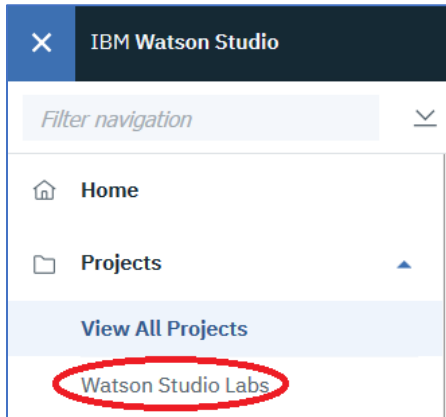 IBM Watson Studio
Filter navigation
Home
Projects
View All Projects
Watson Studio Labs